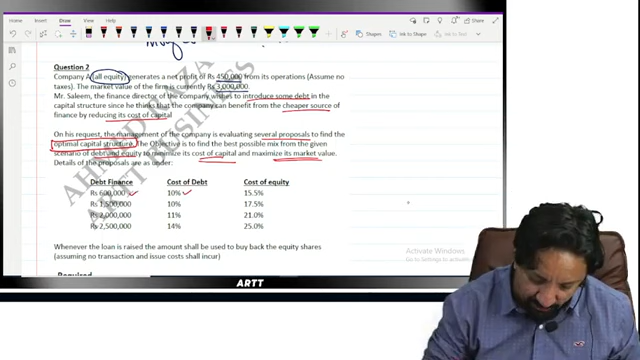 Home
Insert
Draw
View
Ink to Shape
Ink to Text
Question 2
Company A (all equity) generates a net profit of Rs 450,000 from its operations (Assume no
taxes). The market value of the firm is currently Rs 3,000,000.
Mr. Saleem, the finance director of the company wishes to introduce some debt in the
capital structure since he thinks that the company can benefit from the cheaper source of
finance by reducing its cost of capital
On his request, the management of the company is evaluating several proposals to find the
optimal capital structure. The Objective is to find the best possible mix from the given
scenario of debt and equity to minimize its cost of capital and maximize its market value.
Details of the proposals are as under:
Debt Finance Cost of Debt Cost of equity
Rs 600,000 10% 15.5%
Rs 1,500,000 10% 17.5%
Rs 2,000,000 11% 21.0%
Rs 2,500,000 14% 25.0%
Whenever the loan is raised the amount shall be used to buy back the equity shares
(assuming no transaction and issue costs shall incur)
Required
AHMED RAZA
ARTT BUSINESS
Activate Windows
Go to Settings to activate Windows.
ARTT